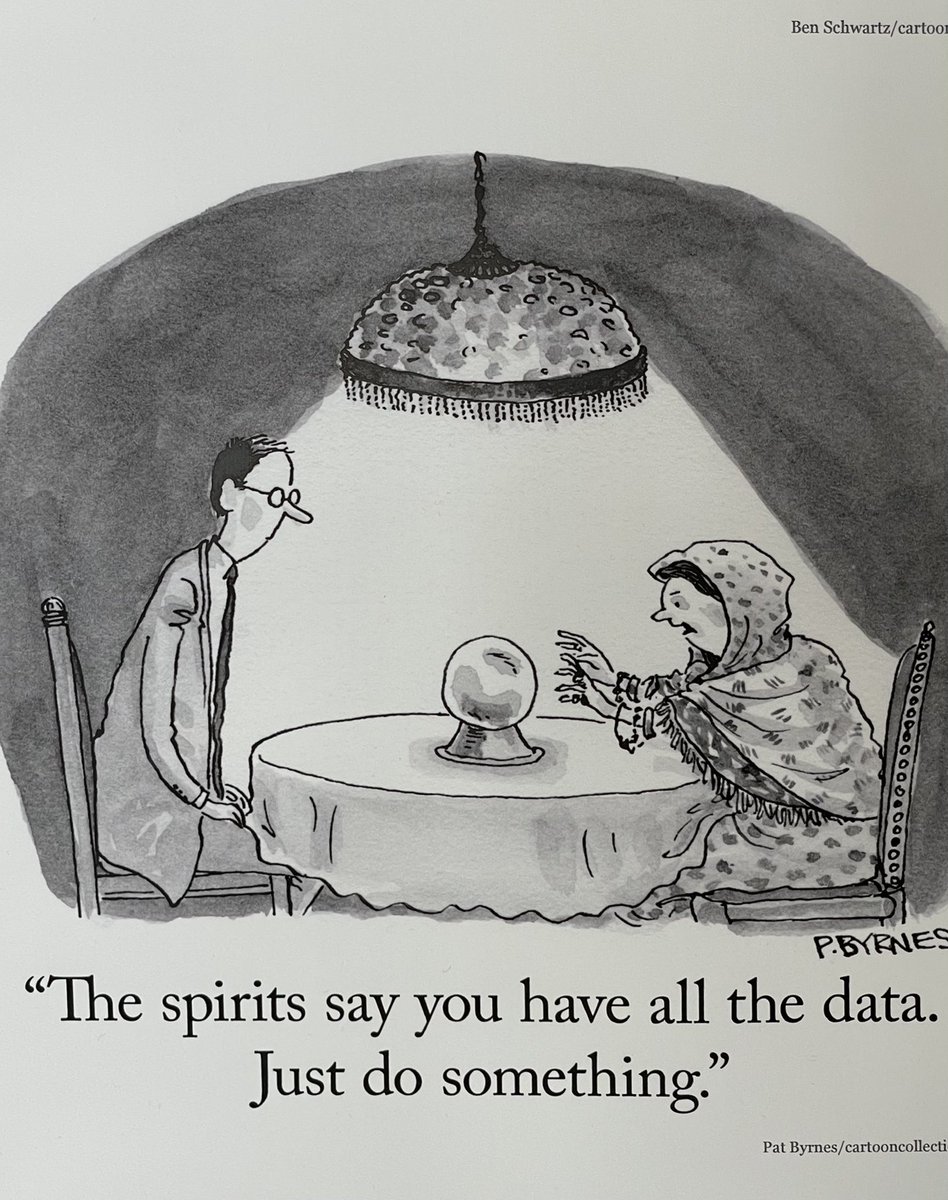 Ben Schwartz/cartoon
P. BYRNES
“The spirits say you have all the data.
Just do something.”
Pat Byrnes/cartooncollecti